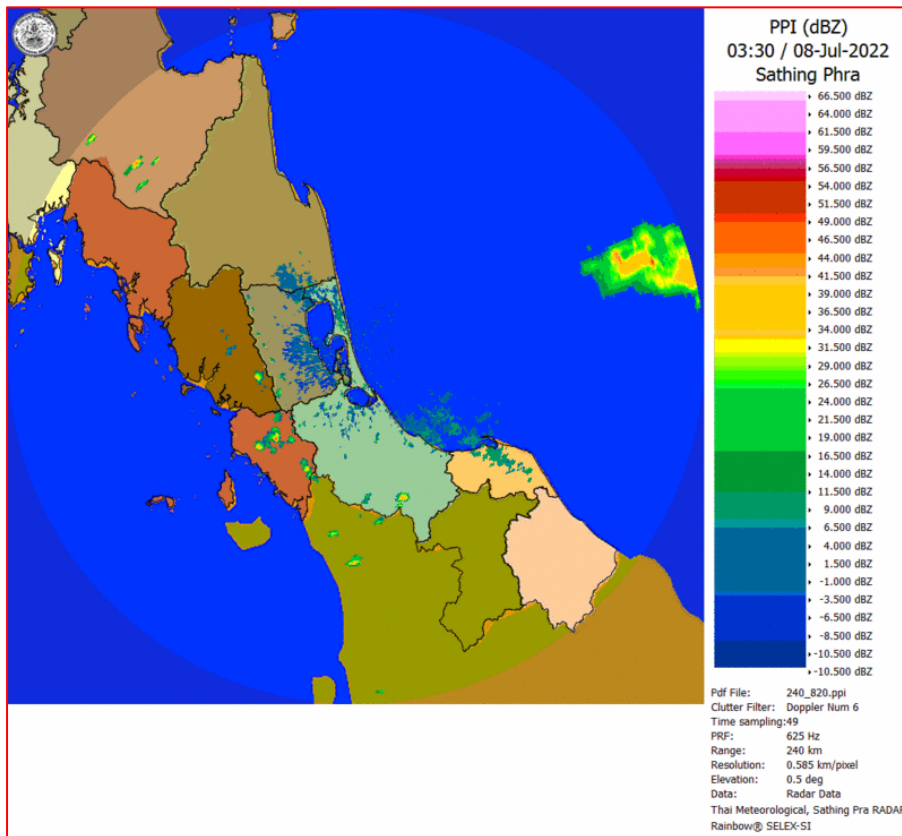 PPI (dBZ)
03:30 / 08-Jul-2022
Sathing Phra
66.500 dBZ
64.000 dBZ
61.500 dBZ
59.500 dBZ
56.500 dBZ
54.000 dBZ
51.500 dBZ
49.000 dBZ
46.500 dBZ
44.000 dBZ
41.500 dBZ
39.000 dBZ
36.500 dBZ
34.000 dBZ
31.500 dBZ
29.000 dBZ
26.500 dBZ
24.000 dBZ
21.500 dBZ
19.000 dBZ
16.500 dBZ
14.000 dBZ
11.500 dBZ
9.000 dBZ
6.500 dBZ
4.000 dBZ
1.500 dBZ
-1.000 dBZ
-3.500 dBZ
-6.500 dBZ
-8.500 dBZ
-10.500 dBZ
-10.500 dBZ
Pdf File: 240_820.ppi
Clutter Filter: Doppler Num 6
Time sampling:49
PRF: 625 Hz
Range: 240 km
Resolution: 0.585 km/pixel
Elevation: 0.5 deg
Data: Radar Data
Thai Meteorological, Sathing Pra RADAR
Rainbow® SELEX-SI